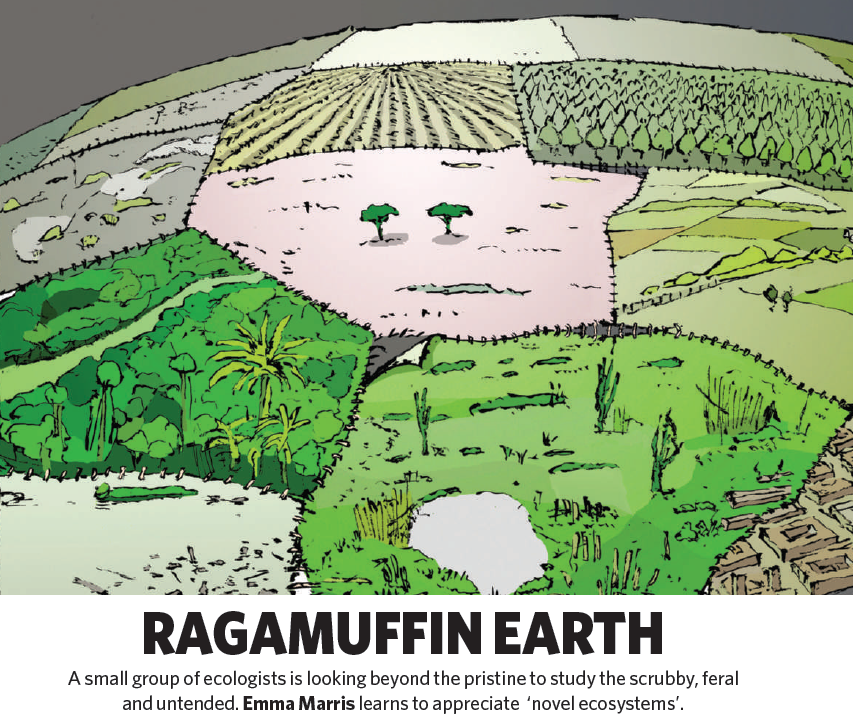 RAGAMUFFIN EARTH
A small group of ecologists is looking beyond the pristine to study the scrubby, feral
and untended. Emma Marris learns to appreciate ‘novel ecosystems’.